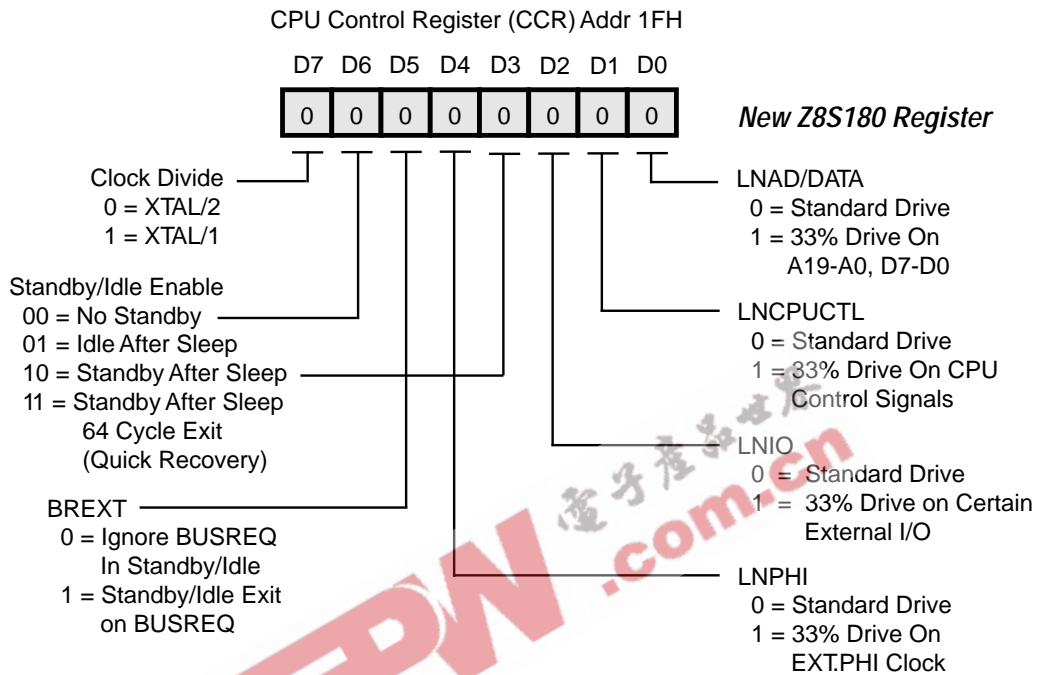 CPU Control Register (CCR) Addr 1FH
D7 D6 D5 D4 D3 D2 D1 D0
0 0 0 0 0 0 0 0
New Z8S180 Register
Clock Divide
0 = XTAL/2
1 = XTAL/1
Standby/Idle Enable
00 = No Standby
01 = Idle After Sleep
10 = Standby After Sleep
11 = Standby After Sleep
64 Cycle Exit
(Quick Recovery)
BREXT
0 = Ignore BUSREQ
In Standby/Idle
1 = Standby/Idle Exit
on BUSREQ
LNAD/DATA
0 = Standard Drive
1 = 33% Drive On
A19-A0, D7-D0
LNCPUCTL
0 = Standard Drive
1 = 33% Drive On CPU
Control Signals
LNIO
0 = Standard Drive
1 = 33% Drive on Certain
External I/O
LNPHI
0 = Standard Drive
1 = 33% Drive On
EXT.PHI Clock
電子產品世界
.com.cn